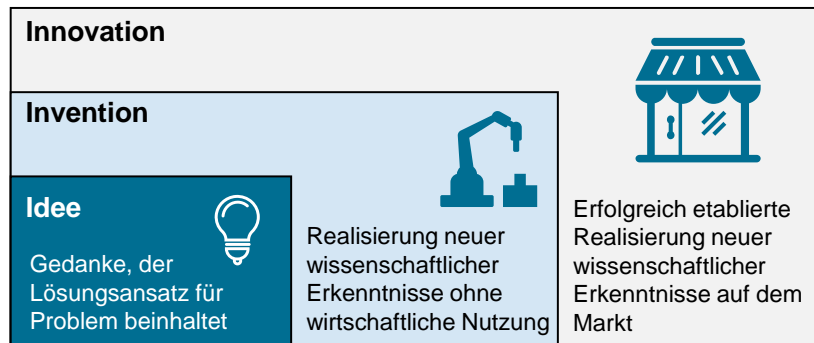 Innovation
Invention
Idee
Gedanke, der
Lösungsansatz für
Problem beinhaltet
Realisierung neuer
wissenschaftlicher
Erkenntnisse ohne
wirtschaftliche Nutzung
Erfolgreich etablierte
Realisierung neuer
wissenschaftlicher
Erkenntnisse auf dem
Markt